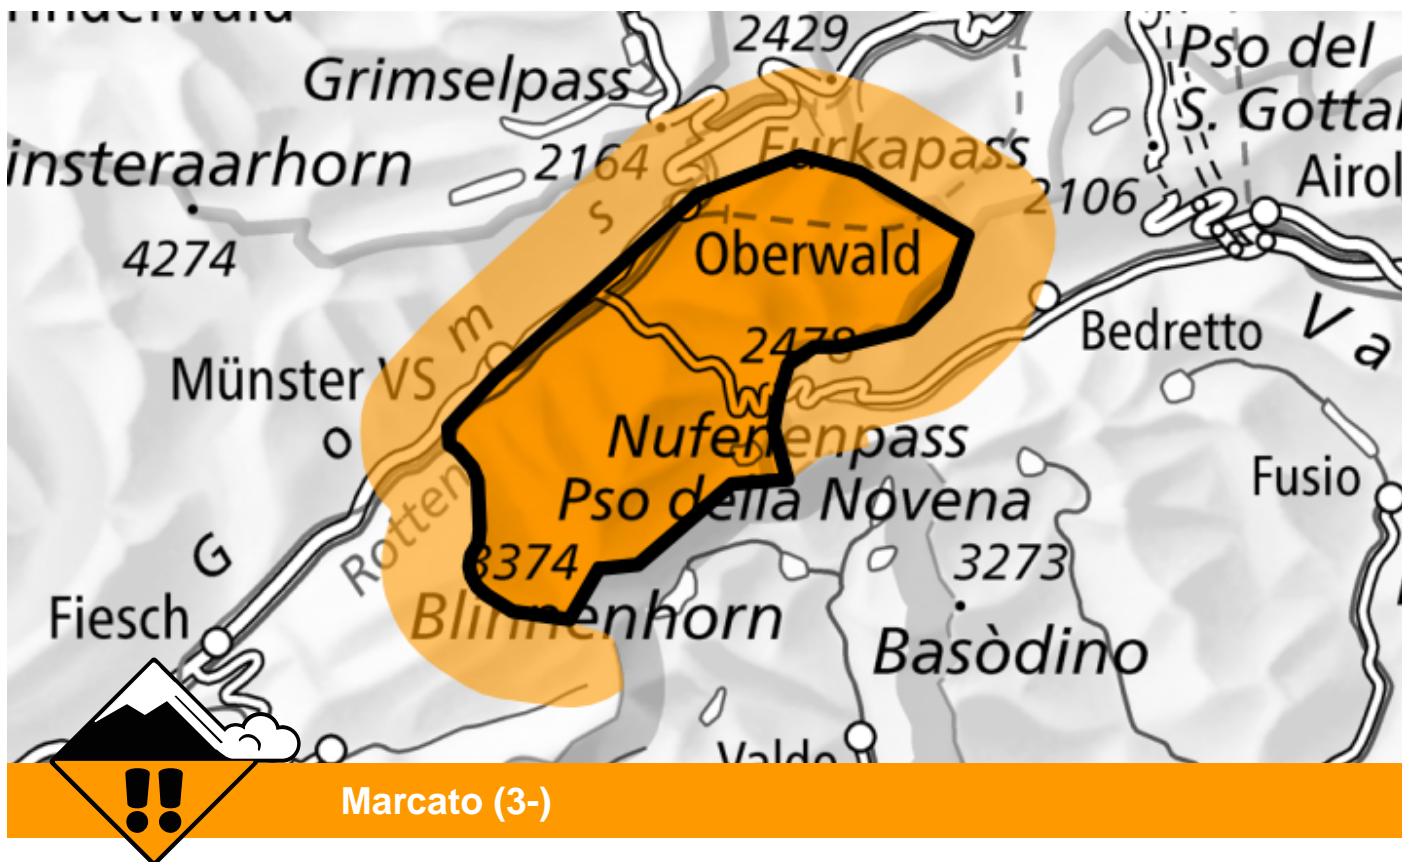 2429
Pso del
Grimselpass
S. Gottar
insteraarhorn
2164
Furkapass
Airol
2106
s
4274
Oberwald
m
2478
Bedretto
V a
Münster VS
o
Nufenenpass
Fusio
Pso della Novena
Rotten
G
3374
3273
Fiesch
Blinnenhorn
Basòdino
!!
Marcato (3-)